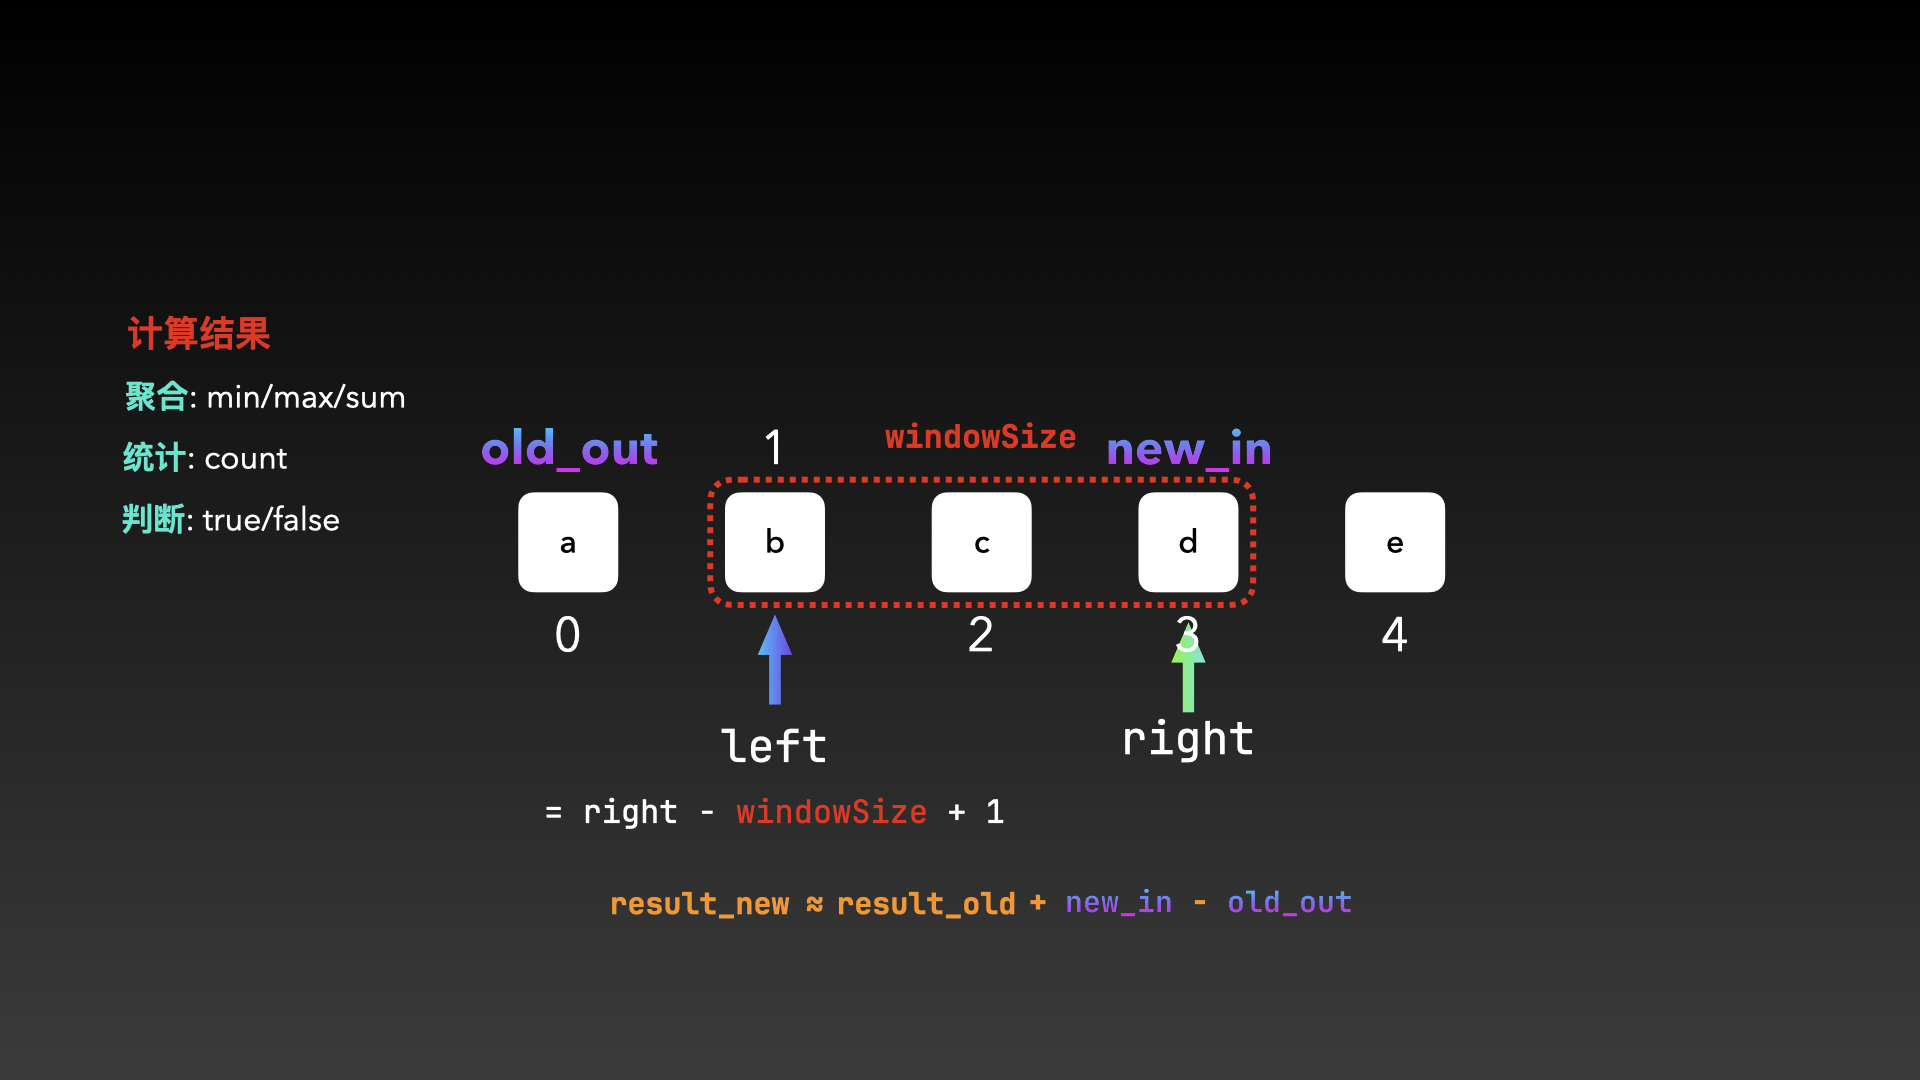 计算结果
聚合: min/max/sum
统计: count
判断: true/false
old_out 1 windowSize new_in
a b c d e
0 2 3 4
left right
= right - windowSize + 1
result_new ≈ result_old + new_in - old_out